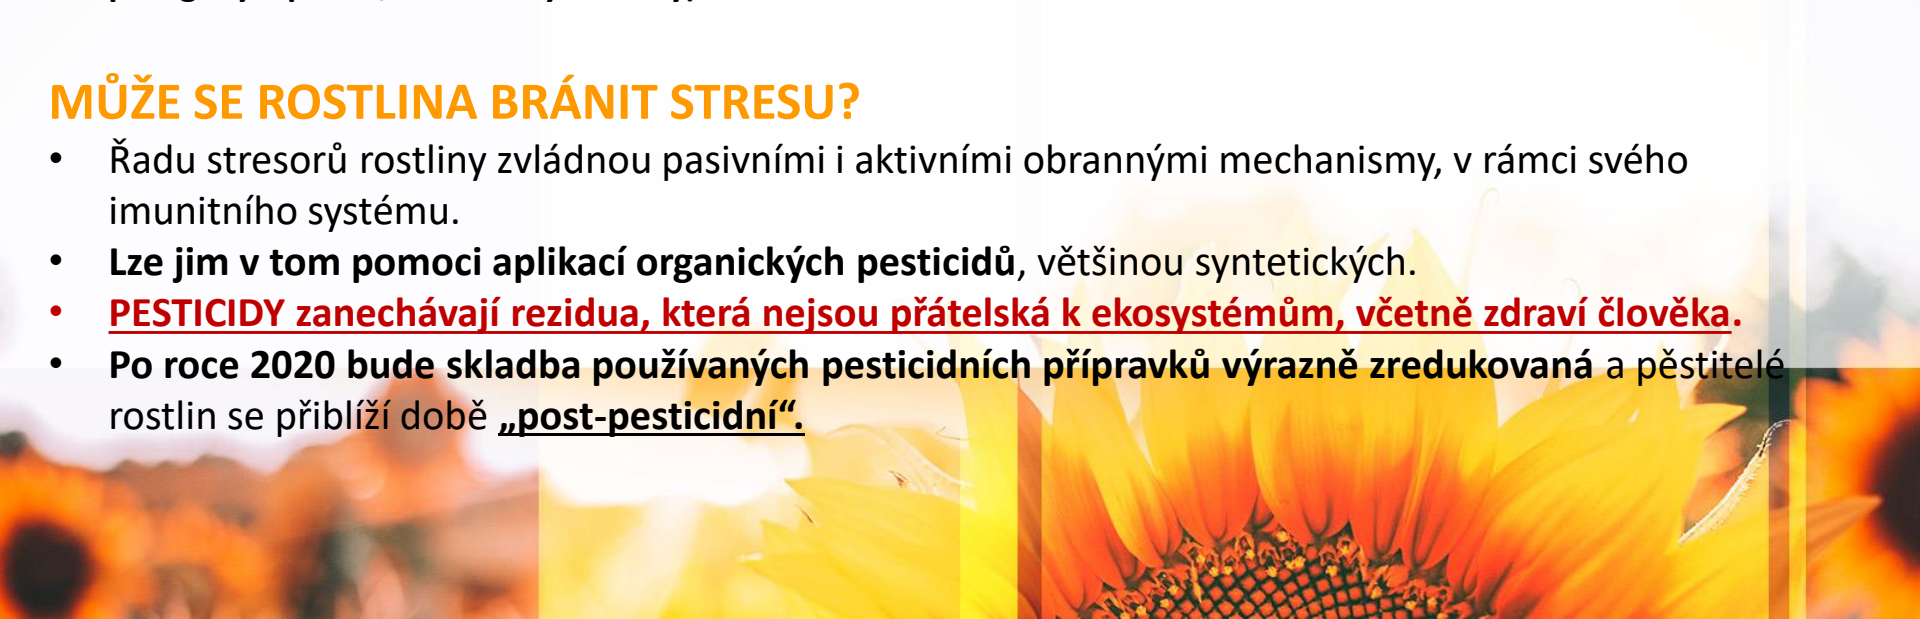 MŮŽE SE ROSTLINA BRÁNIT STRESU?
• Řadu stresorů rostliny zvládnou pasivními i aktivními obrannými mechanismy, v rámci svého
imunitního systému.
• Lze jim v tom pomoci aplikací organických pesticidů, většinou syntetických.
• PESTICIDY zanechávají rezidua, která nejsou přátelská k ekosystémům, včetně zdraví člověka.
• Po roce 2020 bude skladba používaných pesticidních přípravků výrazně zredukovaná a pěstitelé
rostlin se přiblíží době „post-pesticidní“.